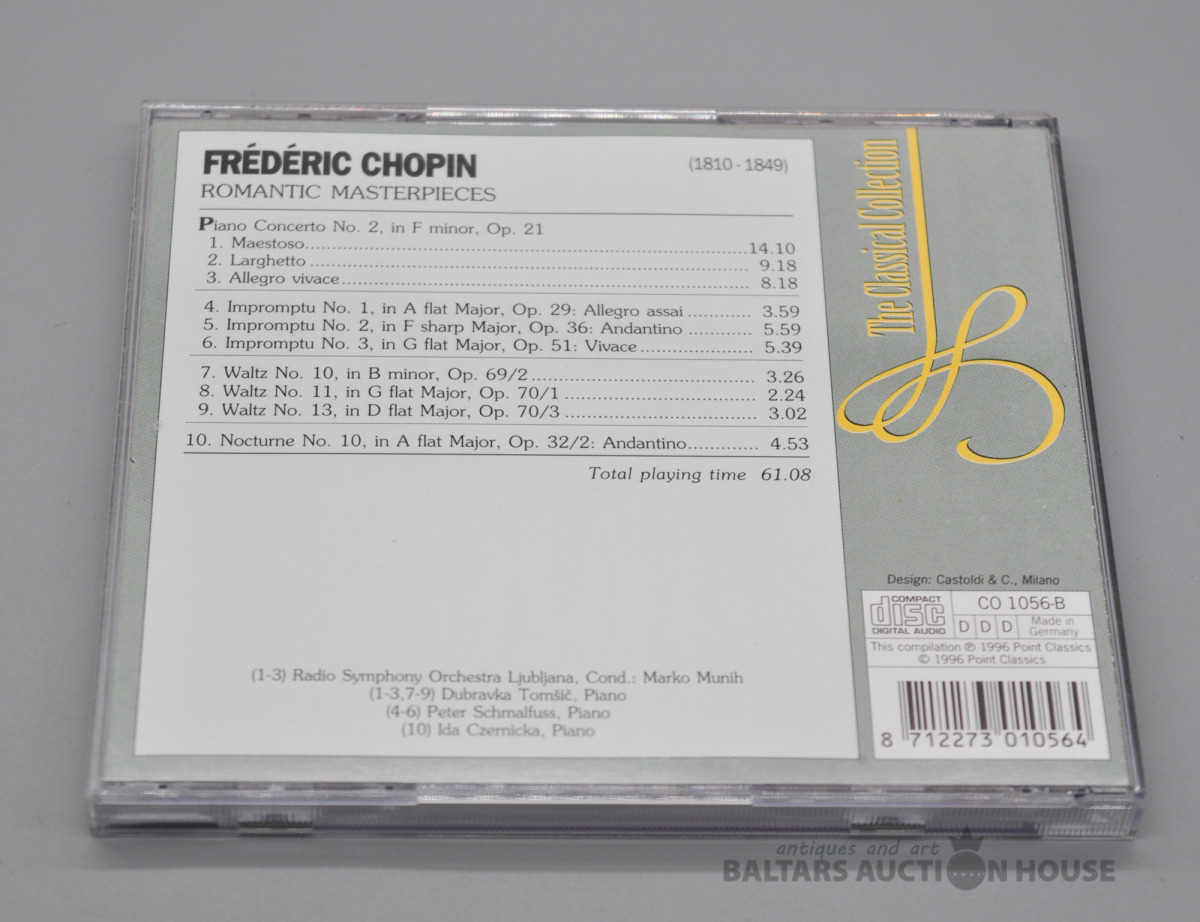 FRÉDÉRIC CHOPIN (1810 - 1849)
ROMANTIC MASTERPIECES
Piano Concerto No. 2, in F minor, Op. 21
1. Maestoso..........14.10
2. Larghetto.......... 9.18
3. Allegro vivace.......... 8.18
4. Impromptu No. 1, in A flat Major, Op. 29: Allegro assai .......... 3.59
5. Impromptu No. 2, in F sharp Major, Op. 36: Andantino .......... 5.59
6. Impromptu No. 3, in G flat Major, Op. 51: Vivace.......... 5.39
7. Waltz No. 10, in B minor, Op. 69/2.......... 3.26
8. Waltz No. 11, in G flat Major, Op. 70/1.......... 2.24
9. Waltz No. 13, in D flat Major, Op. 70/3.......... 3.02
10. Nocturne No. 10, in A flat Major, Op. 32/2: Andantino.......... 4.53
Total playing time 61.08
(1-3) Radio Symphony Orchestra Ljubljana, Cond.: Marko Munih
(1-3,7-9) Dubravka Tomšič, Piano
(4-6) Peter Schmalfuss, Piano
(10) Ida Czernicka, Piano
The Classical Collection
Design: Castoldi & C., Milano
COMPACT
disc
DIGITAL AUDIO
CO 1056-B
D D D
Made in
Germany
This compilation ℗ 1996 Point Classics
© 1996 Point Classics
8 712273 010564
antiques and art
BALTARS AUCTION HOUSE